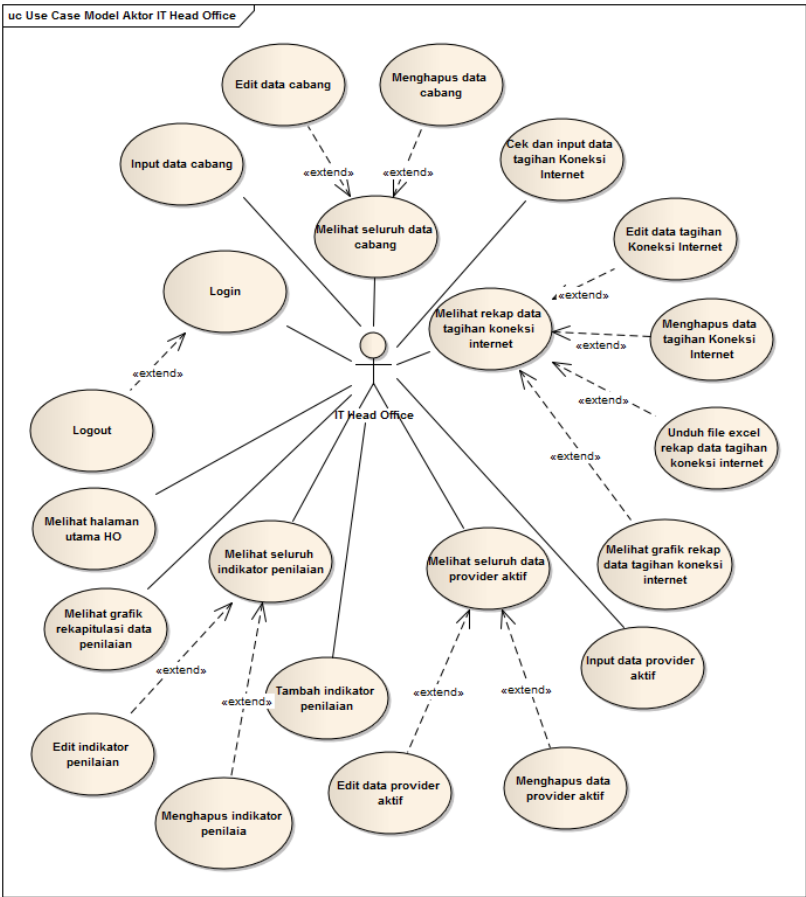 uc Use Case Model Aktor IT Head Office
Edit data cabang
Menghapus data
cabang
Input data cabang
Cek dan input data
tagihan Koneksi
Internet
«extend»
«extend»
Melihat seluruh data
cabang
Edit data tagihan
Koneksi Internet
Login
«extend»
Melihat rekap data
tagihan koneksi
internet
Menghapus data
tagihan Koneksi
Internet
«extend»
«extend»
IT Head Office
Logout
«extend»
Unduh file excel
rekap data tagihan
koneksi internet
«extend»
Melihat halaman
utama HO
Melihat seluruh
indikator penilaian
Melihat seluruh data
provider aktif
Melihat grafik rekap
data tagihan koneksi
internet
Melihat grafik
rekapitulasi data
penilaian
Input data provider
aktif
«extend»
Tambah indikator
penilaian
«extend»
«extend»
«extend»
Edit indikator
penilaian
Edit data provider
aktif
Menghapus data
provider aktif
Menghapus indikator
penilaia